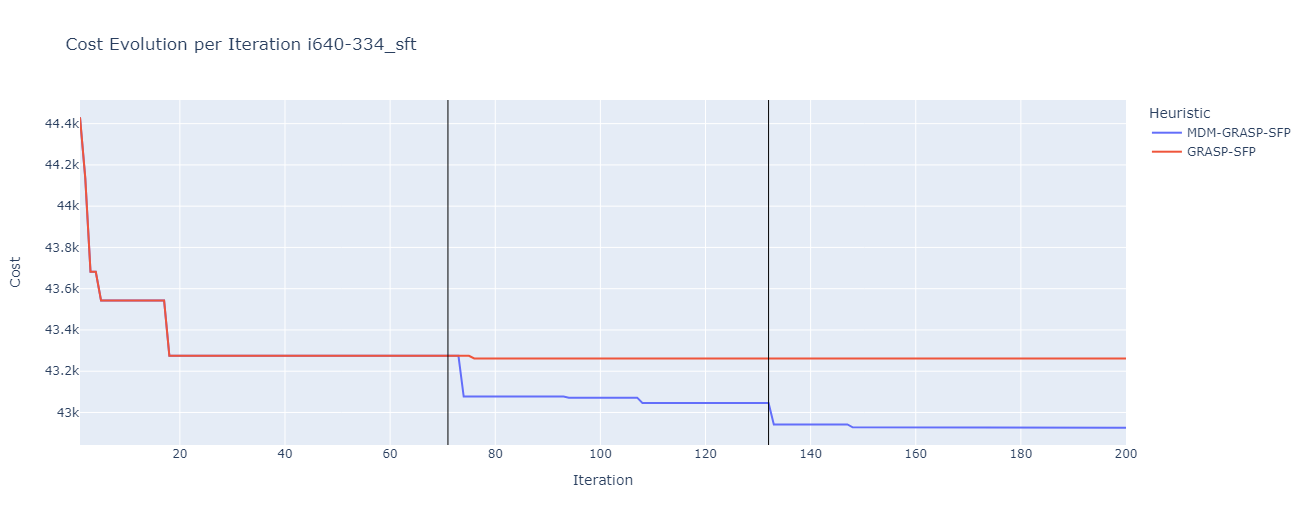 Cost Evolution per Iteration i640-334_sft
Heuristic
MDM-GRASP-SFP
GRASP-SFP
Cost
44.4k
44.2k
44k
43.8k
43.6k
43.4k
43.2k
43k
20 40 60 80 100 120 140 160 180 200
Iteration